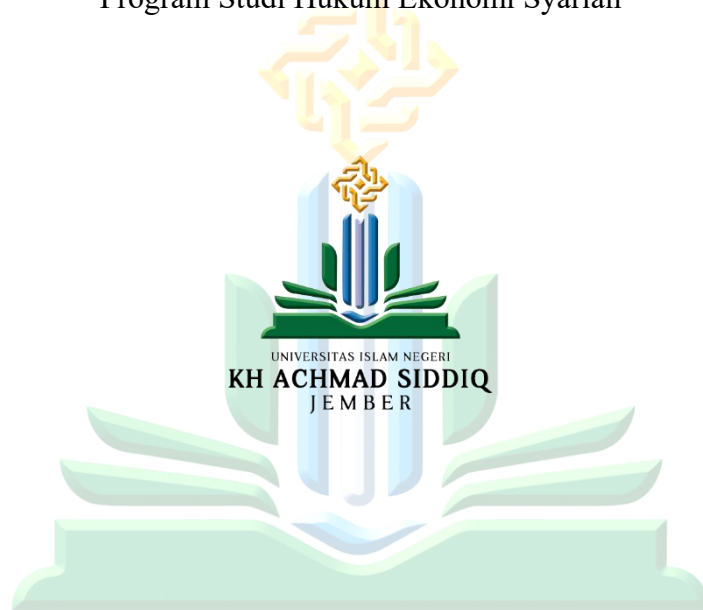 Program Studi Hukum Ekonomi Syariah
UNIVERSITAS ISLAM NEGERI
KH ACHMAD SIDDIQ
JEMBER